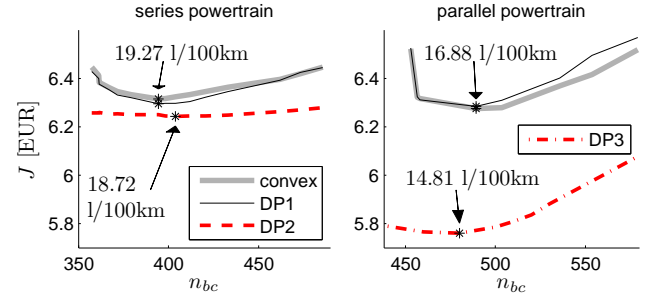 series powertrain
parallel powertrain
19.27 l/100km
16.88 l/100km
6.4
6.2
6
5.8
J [EUR]
18.72
l/100km
convex
DP1
DP2
DP3
14.81 l/100km
350
400
450
450
500
550
n_bc
n_bc